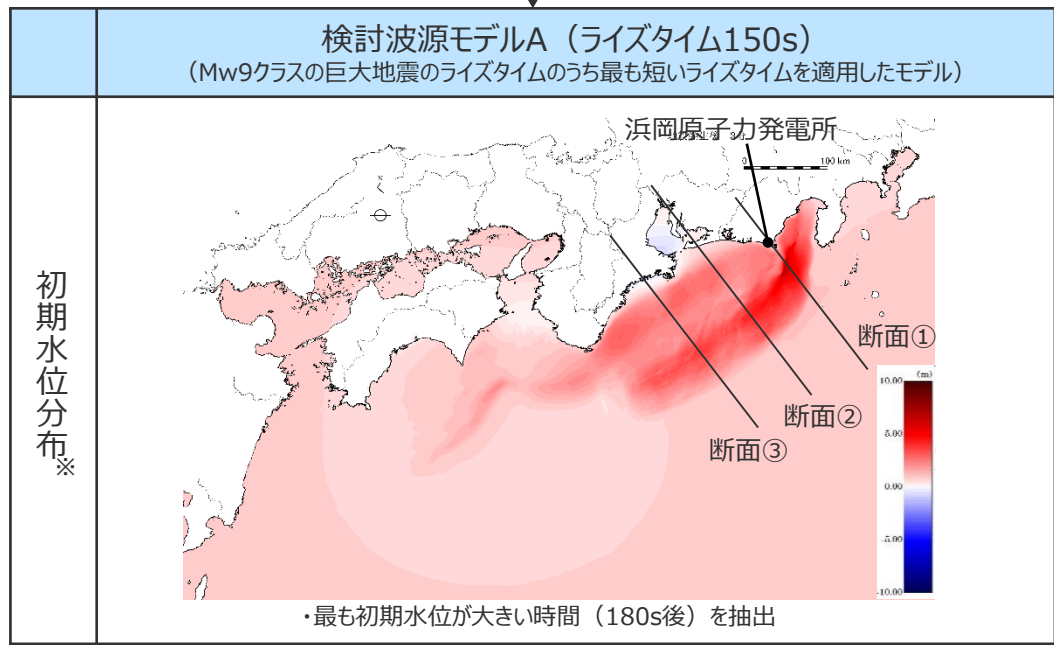 検討波源モデルA(ライズタイム150s)
(Mw9クラスの巨大地震のライズタイムのうち最も短いライズタイムを適用したモデル)
初期水位分布※
浜岡原子力発電所
0
100 km
N
断面①
断面②
断面③
(m)
10.00
5.00
0.00
-5.00
-10.00
・最も初期水位が大きい時間(180s後)を抽出